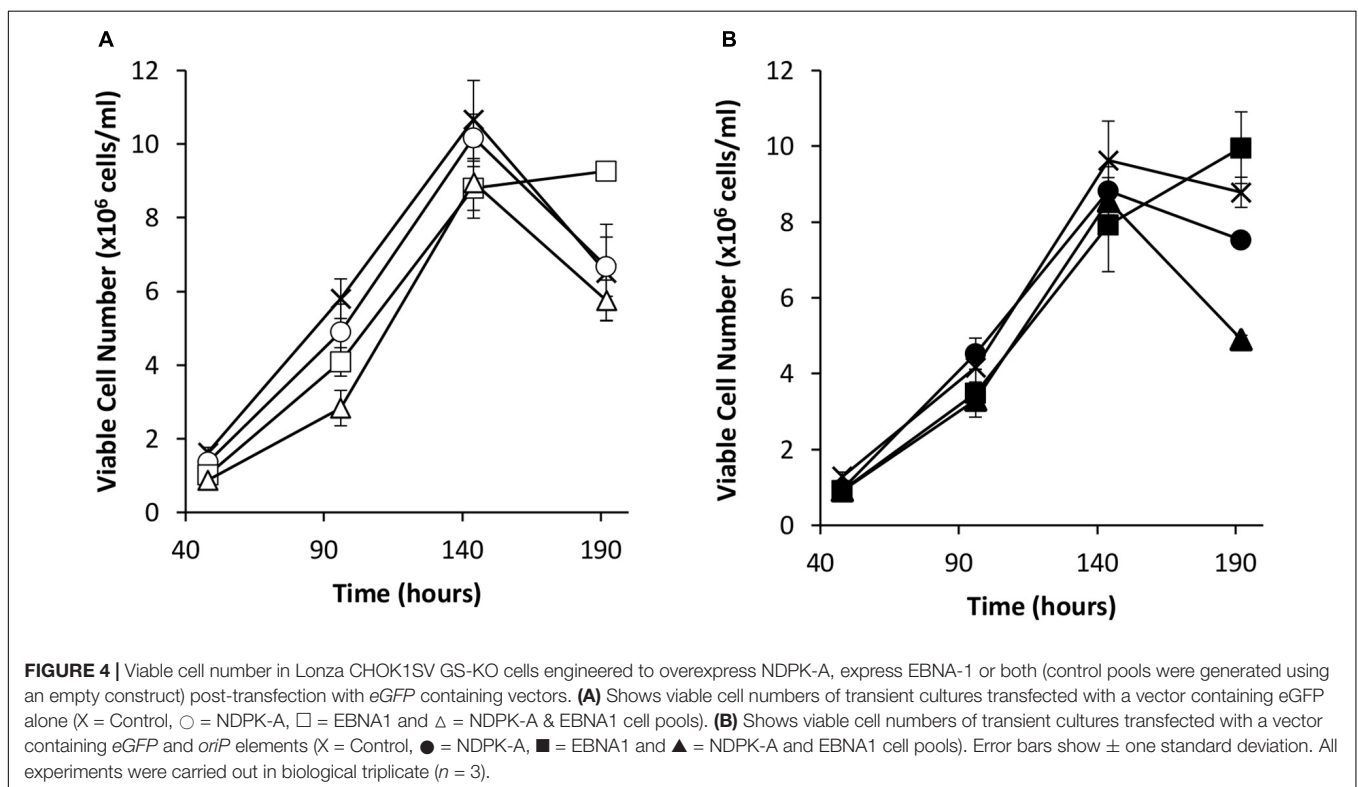 A
B
12
10
8
6
4
2
0
40 90 140 190
Viable Cell Number (x10⁶ cells/ml)
Time (hours)
12
10
8
6
4
2
0
40 90 140 190
Viable Cell Number (x10⁶ cells/ml)
Time (hours)
FIGURE 4 | Viable cell number in Lonza CHOK1SV GS-KO cells engineered to overexpress NDPK-A, express EBNA-1 or both (control pools were generated using
an empty construct) post-transfection with eGFP containing vectors. (A) Shows viable cell numbers of transient cultures transfected with a vector containing eGFP
alone (X = Control, ○ = NDPK-A, □ = EBNA1 and △ = NDPK-A & EBNA1 cell pools). (B) Shows viable cell numbers of transient cultures transfected with a vector
containing eGFP and oriP elements (X = Control, ● = NDPK-A, ■ = EBNA1 and ▲ = NDPK-A and EBNA1 cell pools). Error bars show ± one standard deviation. All
experiments were carried out in biological triplicate (n = 3).